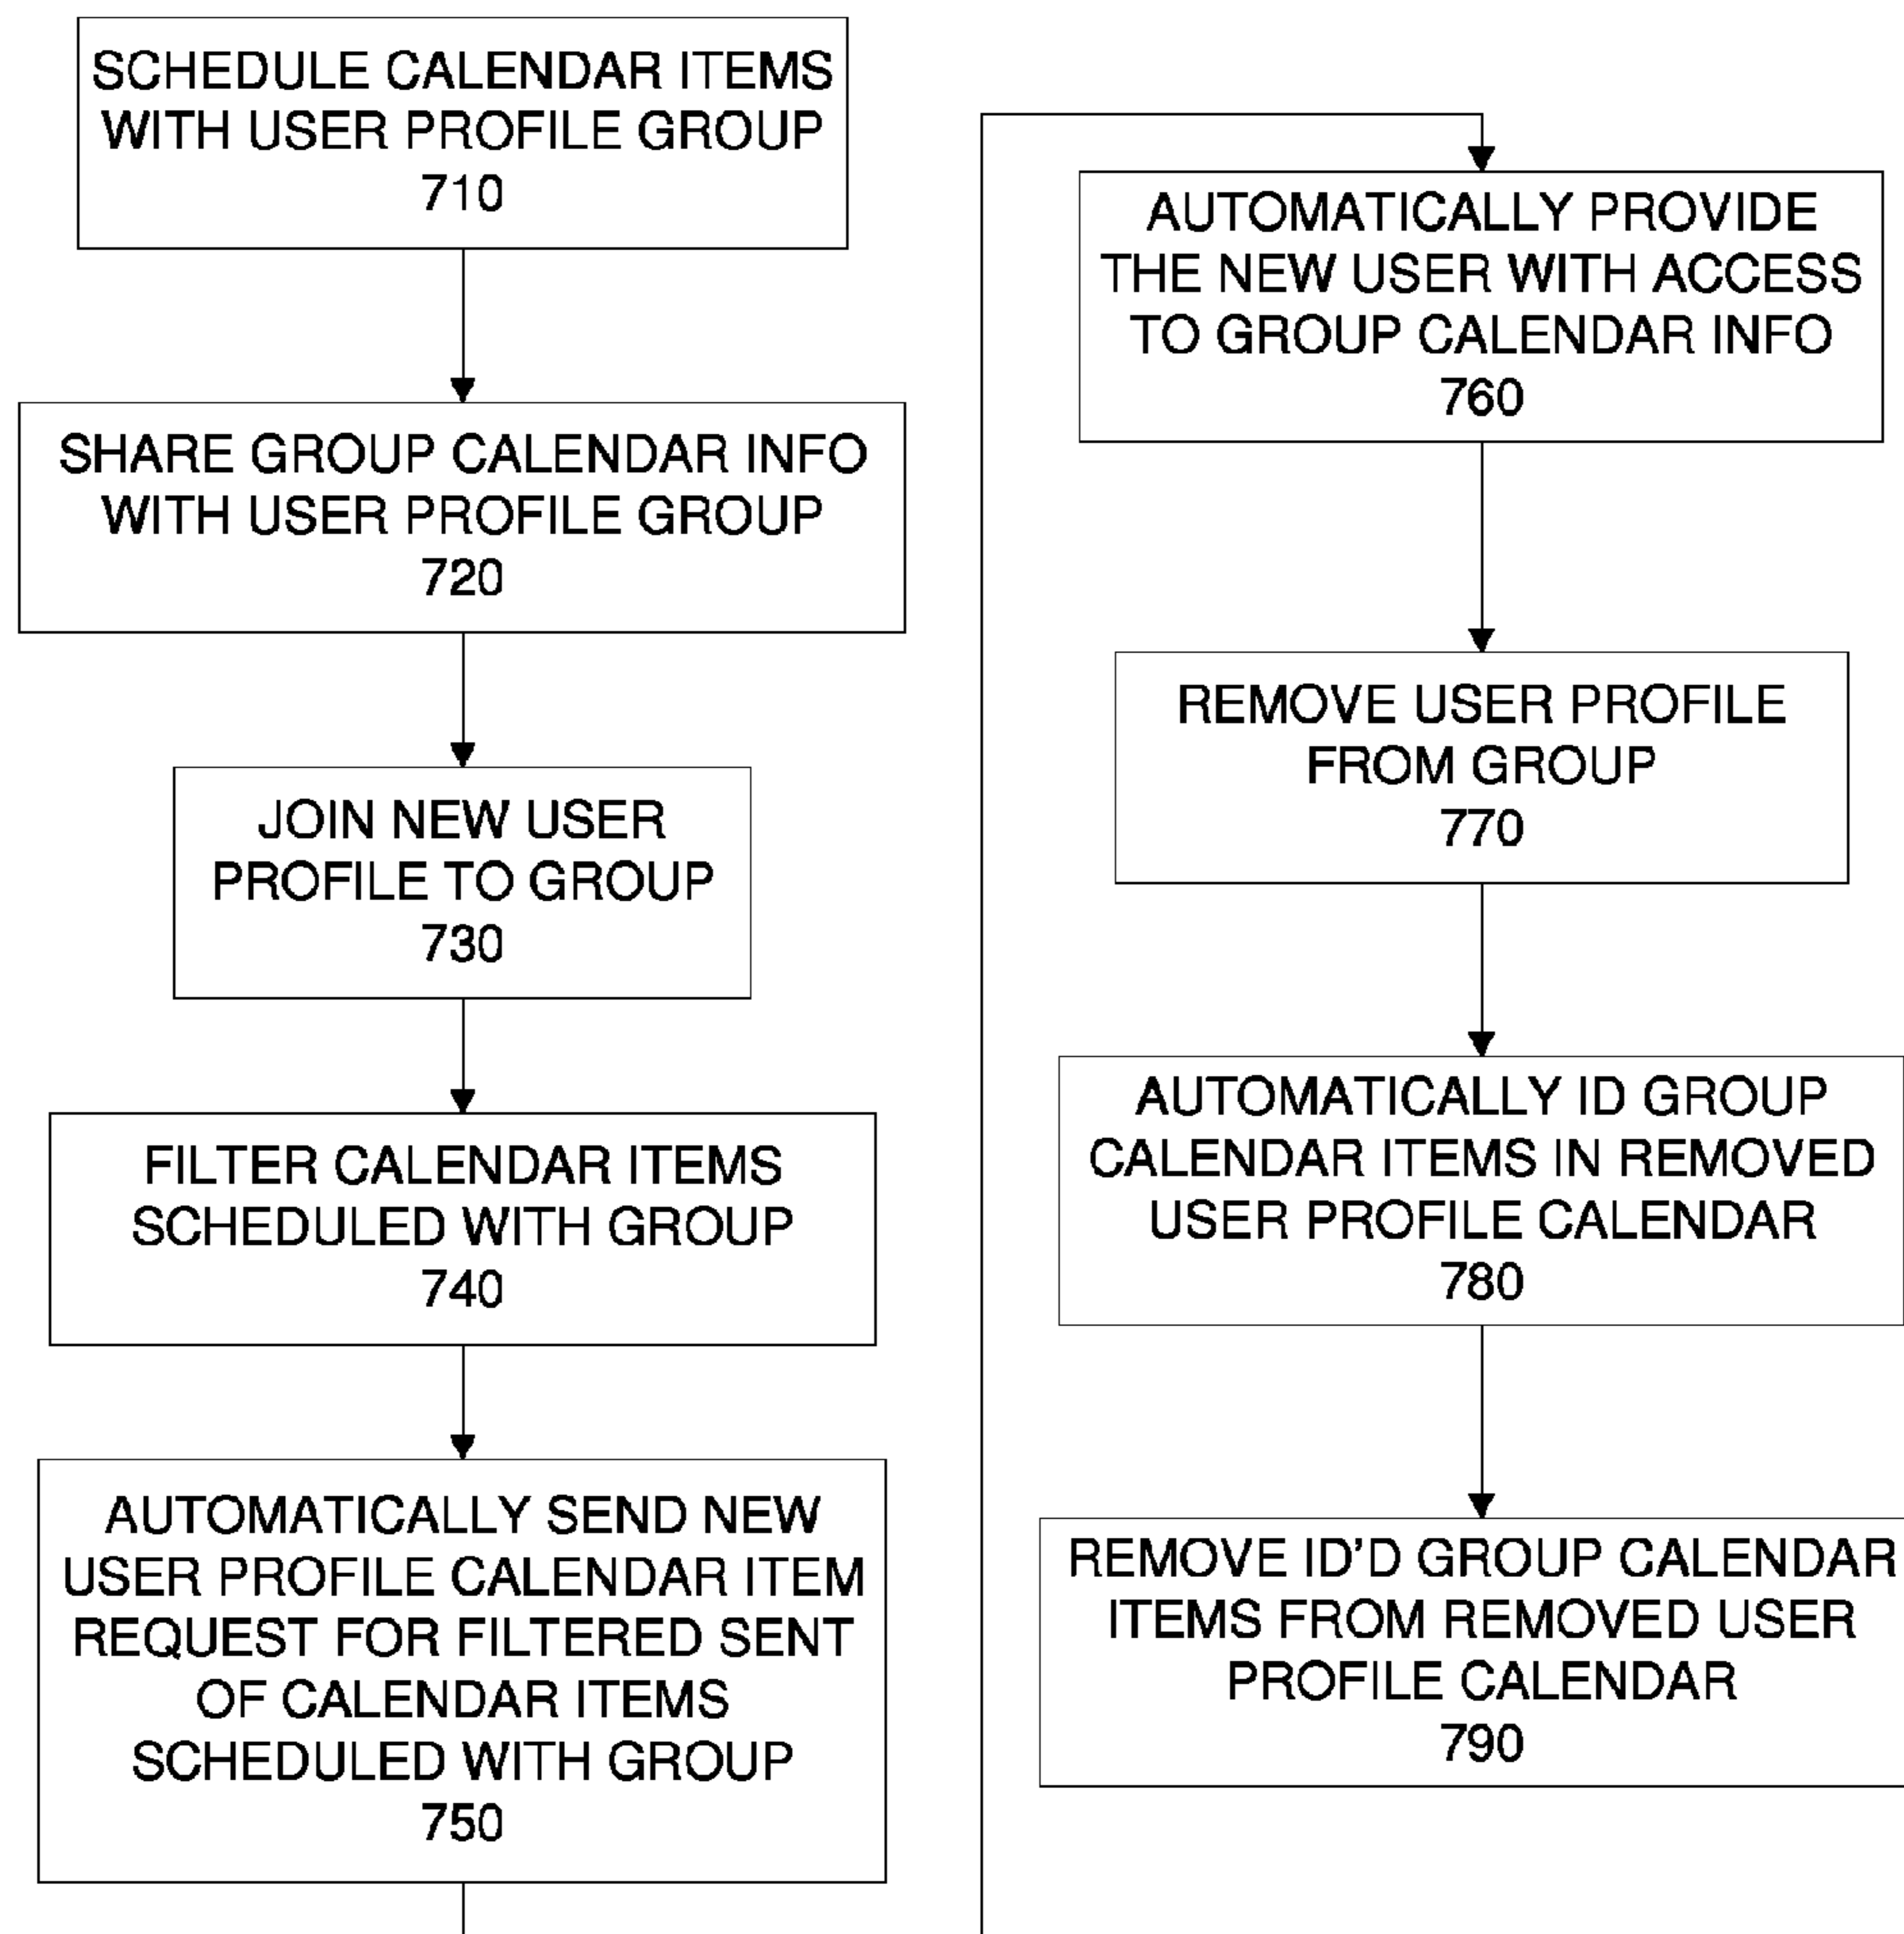 SCHEDULE CALENDAR ITEMS
WITH USER PROFILE GROUP
710
SHARE GROUP CALENDAR INFO
WITH USER PROFILE GROUP
720
JOIN NEW USER
PROFILE TO GROUP
730
FILTER CALENDAR ITEMS
SCHEDULED WITH GROUP
740
AUTOMATICALLY SEND NEW
USER PROFILE CALENDAR ITEM
REQUEST FOR FILTERED SENT
OF CALENDAR ITEMS
SCHEDULED WITH GROUP
750
AUTOMATICALLY PROVIDE
THE NEW USER WITH ACCESS
TO GROUP CALENDAR INFO
760
REMOVE USER PROFILE
FROM GROUP
770
AUTOMATICALLY ID GROUP
CALENDAR ITEMS IN REMOVED
USER PROFILE CALENDAR
780
REMOVE ID’D GROUP CALENDAR
ITEMS FROM REMOVED USER
PROFILE CALENDAR
790